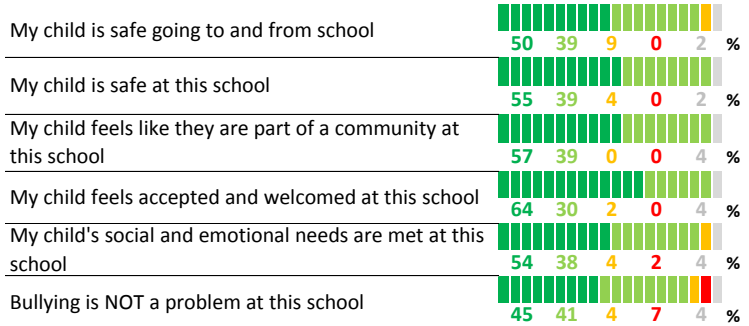 My child is safe going to and from school
50 39 9 0 2 %
My child is safe at this school
55 39 4 0 2 %
My child feels like they are part of a community at
this school
57 39 0 0 4 %
My child feels accepted and welcomed at this school
64 30 2 0 4 %
My child's social and emotional needs are met at this
school
54 38 4 2 4 %
Bullying is NOT a problem at this school
45 41 4 7 4 %